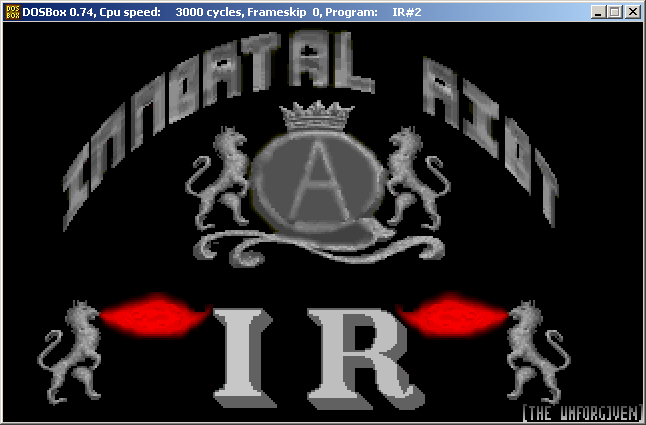 DOSBox 0.74, Cpu speed: 3000 cycles, Frameskip 0, Program: IR#2
IMMORTAL RIOT
A
IR
[THE UNFORGIVEN]